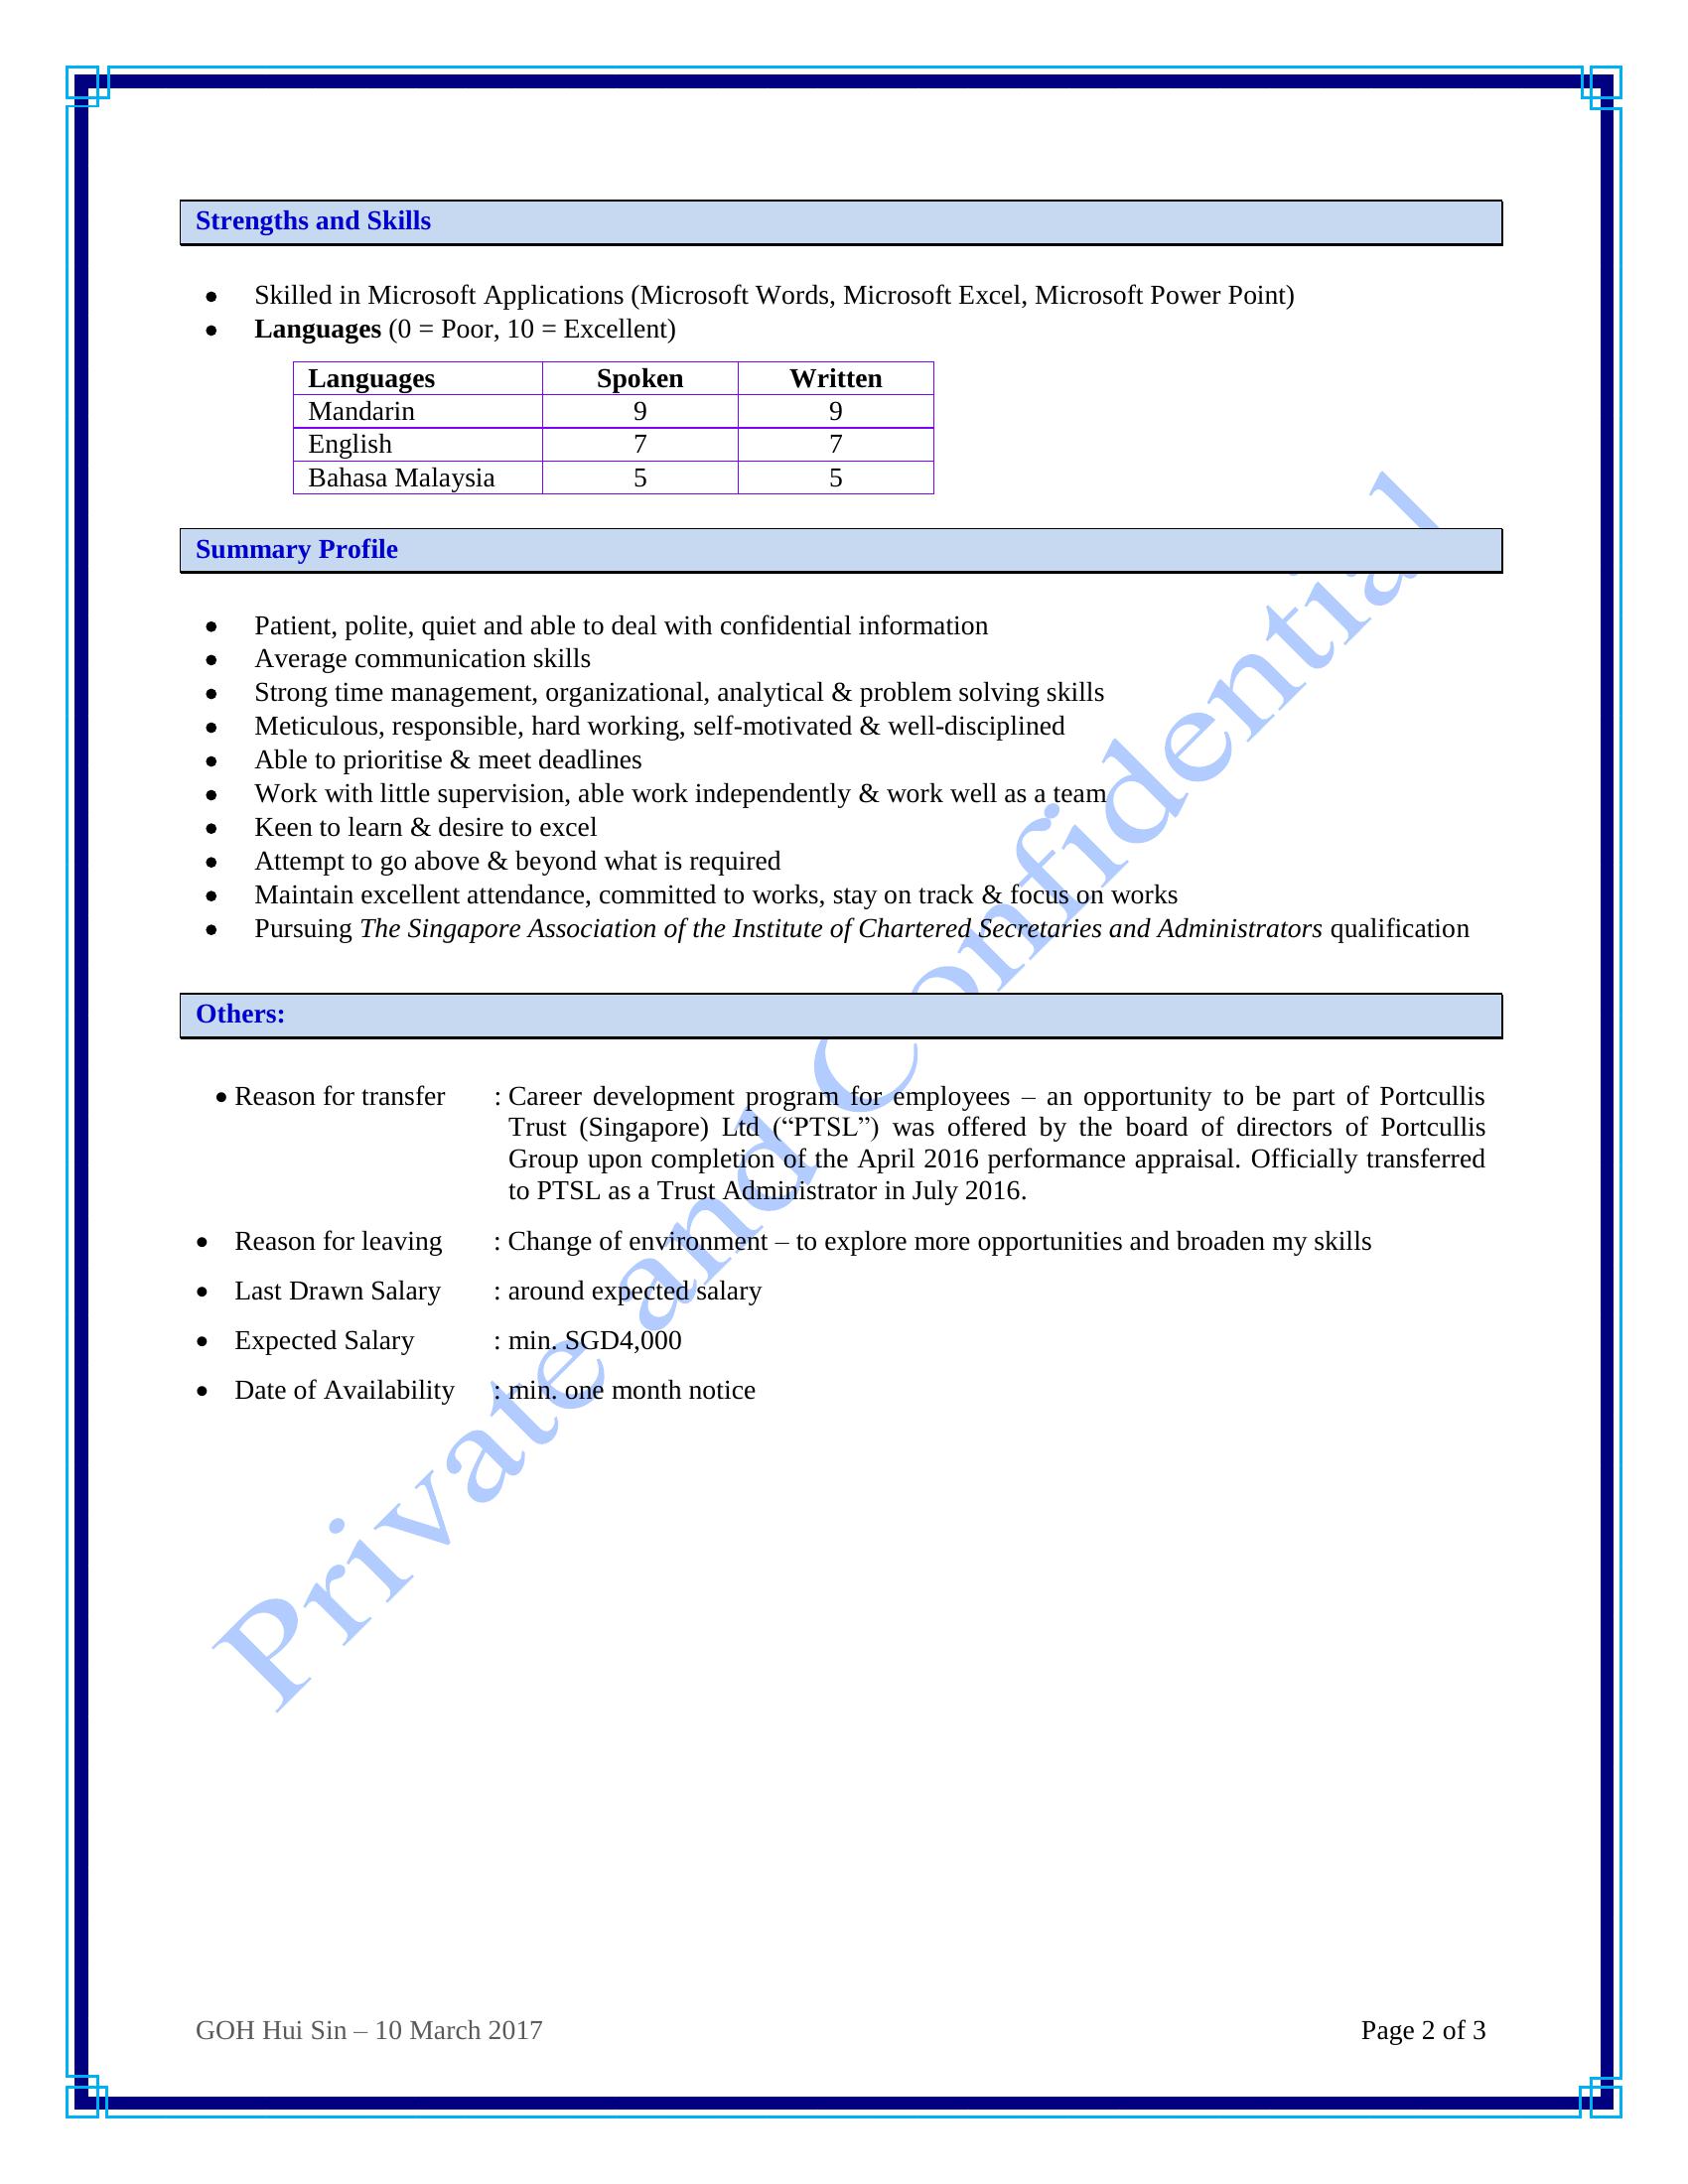 Strengths and Skills
● Skilled in Microsoft Applications (Microsoft Words, Microsoft Excel, Microsoft Power Point)
● Languages (0 = Poor, 10 = Excellent)
Languages Spoken Written
Mandarin 9 9
English 7 7
Bahasa Malaysia 5 5
Summary Profile
● Patient, polite, quiet and able to deal with confidential information
● Average communication skills
● Strong time management, organizational, analytical & problem solving skills
● Meticulous, responsible, hard working, self-motivated & well-disciplined
● Able to prioritise & meet deadlines
● Work with little supervision, able work independently & work well as a team
● Keen to learn & desire to excel
● Attempt to go above & beyond what is required
● Maintain excellent attendance, committed to works, stay on track & focus on works
● Pursuing The Singapore Association of the Institute of Chartered Secretaries and Administrators qualification
Others:
● Reason for transfer : Career development program for employees – an opportunity to be part of Portcullis
Trust (Singapore) Ltd (“PTSL”) was offered by the board of directors of Portcullis
Group upon completion of the April 2016 performance appraisal. Officially transferred
to PTSL as a Trust Administrator in July 2016.
● Reason for leaving : Change of environment – to explore more opportunities and broaden my skills
● Last Drawn Salary : around expected salary
● Expected Salary : min. SGD4,000
● Date of Availability : min. one month notice
Private and Confidential
GOH Hui Sin – 10 March 2017 Page 2 of 3